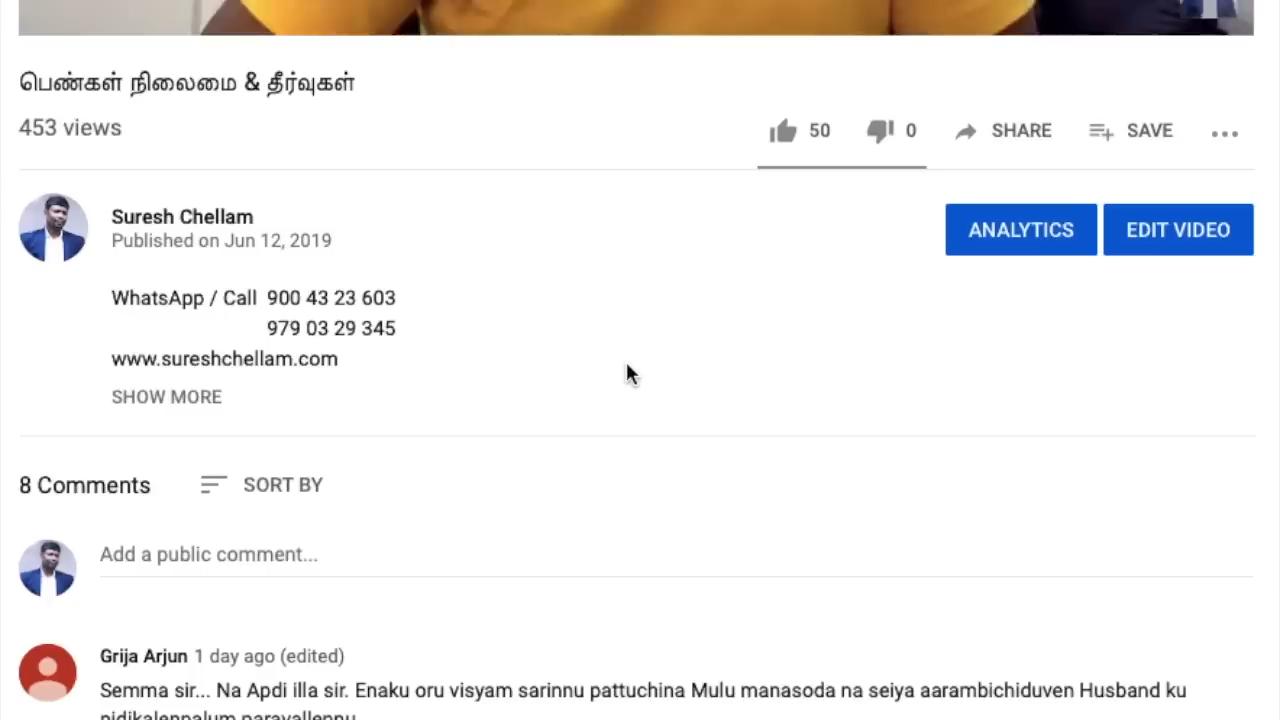 பெண்கள் நிலைமை & தீர்வுகள்
453 views
50 0 SHARE SAVE
Suresh Chellam
Published on Jun 12, 2019
ANALYTICS EDIT VIDEO
WhatsApp / Call 900 43 23 603
979 03 29 345
www.sureshchellam.com
SHOW MORE
8 Comments SORT BY
Add a public comment...
Grija Arjun 1 day ago (edited)
Semma sir... Na Apdi illa sir. Enaku oru visyam sarinnu pattuchina Mulu manasoda na seiya aarambichiduven Husband ku